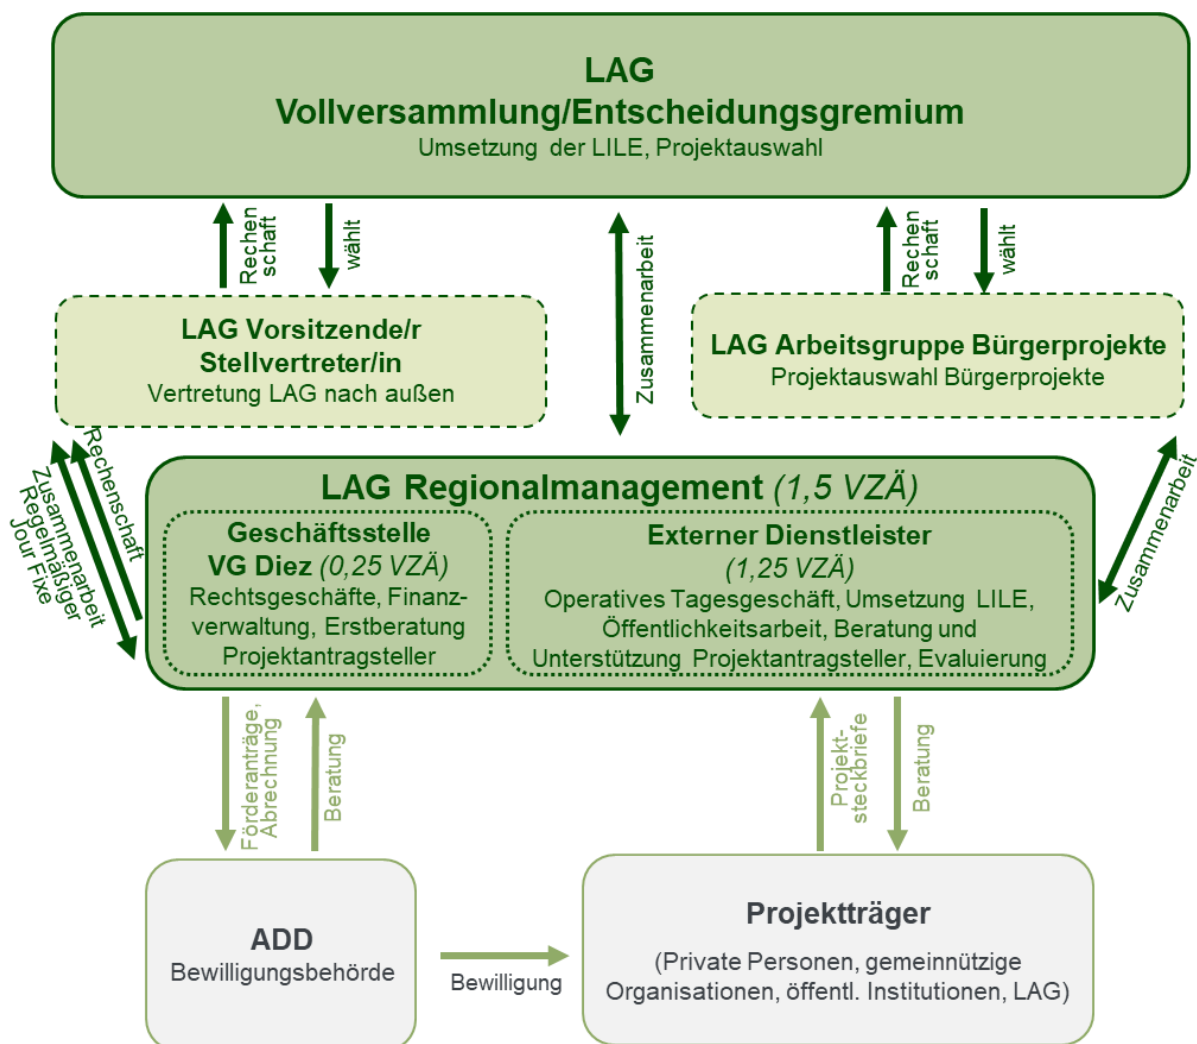 LAG
Vollversammlung/Entscheidungsgremium
Umsetzung der LILE, Projektauswahl
Rechen
schaft
wählt
Zusammenarbeit
Rechen
schaft
wählt
LAG Vorsitzende/r
Stellvertreter/in
Vertretung LAG nach außen
LAG Arbeitsgruppe Bürgerprojekte
Projektauswahl Bürgerprojekte
Rechenschaft
Zusammenarbeit
Regelmäßiger
Jour Fixe
Zusammenarbeit
LAG Regionalmanagement (1,5 VZÄ)
Geschäftsstelle
VG Diez (0,25 VZÄ)
Rechtsgeschäfte, Finanz-
verwaltung, Erstberatung
Projektantragsteller
Externer Dienstleister
(1,25 VZÄ)
Operatives Tagesgeschäft, Umsetzung LILE,
Öffentlichkeitsarbeit, Beratung und
Unterstützung Projektantragsteller, Evaluierung
Förderanträge,
Abrechnung
Beratung
Projekt-
steckbriefe
Beratung
ADD
Bewilligungsbehörde
Bewilligung
Projektträger
(Private Personen, gemeinnützige
Organisationen, öffentl. Institutionen, LAG)